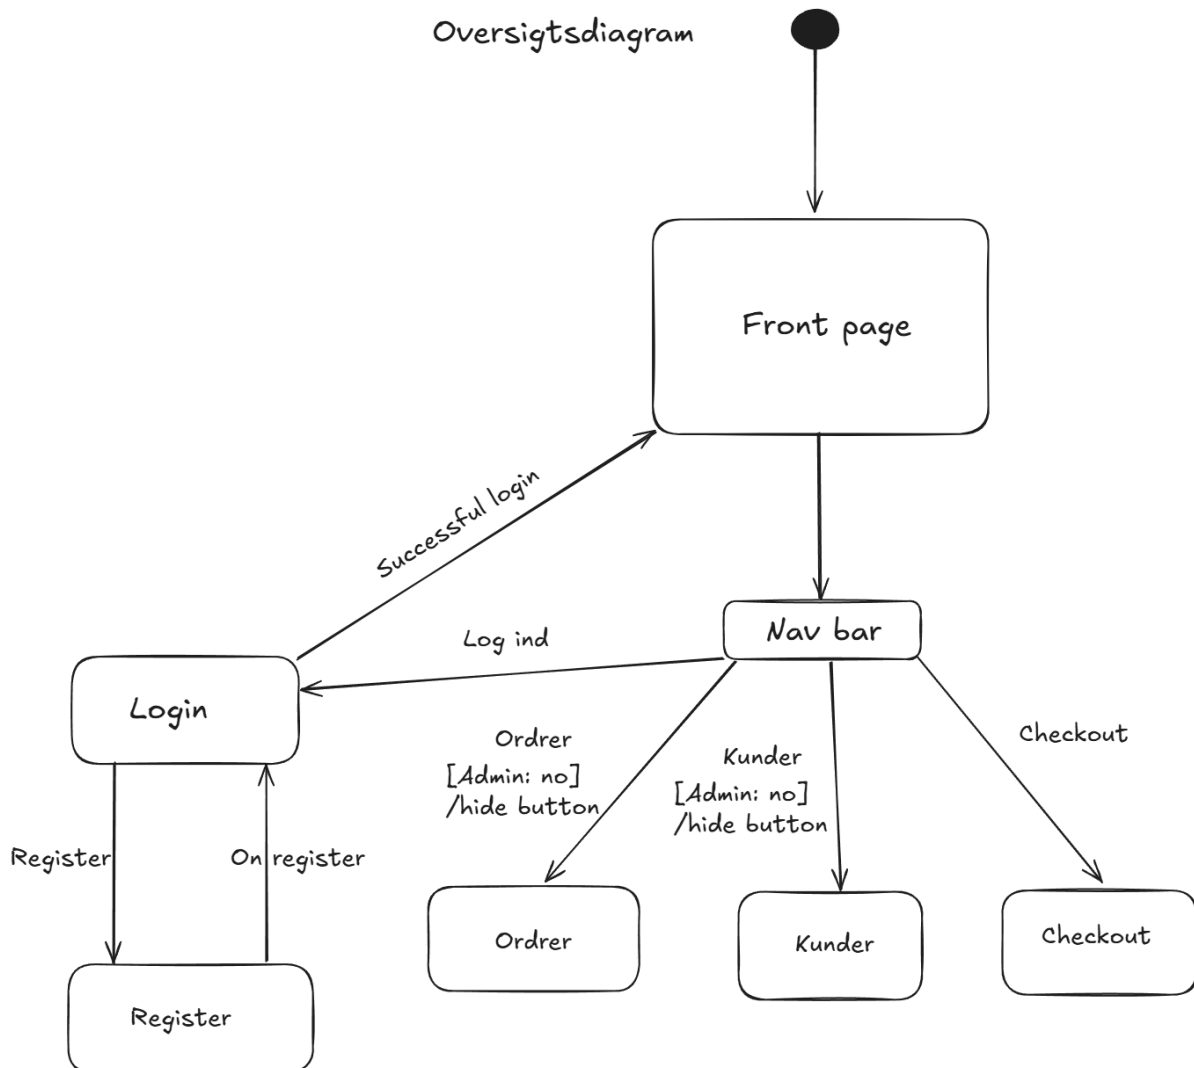 Oversigtsdiagram
Front page
Successful login
Nav bar
Log ind
Login
Ordrer
[Admin: no]
/hide button
Kunder
[Admin: no]
/hide button
Checkout
Register
On register
Ordrer
Kunder
Checkout
Register